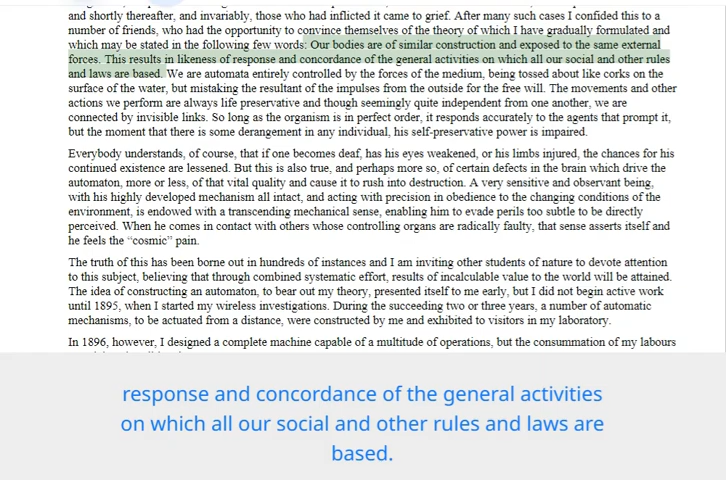 and shortly thereafter, and invariably, those who had inflicted it came to grief. After many such cases I confided this to a
number of friends, who had the opportunity to convince themselves of the theory of which I have gradually formulated and
which may be stated in the following few words: Our bodies are of similar construction and exposed to the same external
forces. This results in likeness of response and concordance of the general activities on which all our social and other rules
and laws are based. We are automata entirely controlled by the forces of the medium, being tossed about like corks on the
surface of the water, but mistaking the resultant of the impulses from the outside for the free will. The movements and other
actions we perform are always life preservative and though seemingly quite independent from one another, we are
connected by invisible links. So long as the organism is in perfect order, it responds accurately to the agents that prompt it,
but the moment that there is some derangement in any individual, his self-preservative power is impaired.
Everybody understands, of course, that if one becomes deaf, has his eyes weakened, or his limbs injured, the chances for his
continued existence are lessened. But this is also true, and perhaps more so, of certain defects in the brain which drive the
automaton, more or less, of that vital quality and cause it to rush into destruction. A very sensitive and observant being,
with his highly developed mechanism all intact, and acting with precision in obedience to the changing conditions of the
environment, is endowed with a transcending mechanical sense, enabling him to evade perils too subtle to be directly
perceived. When he comes in contact with others whose controlling organs are radically faulty, that sense asserts itself and
he feels the “cosmic” pain.
The truth of this has been borne out in hundreds of instances and I am inviting other students of nature to devote attention
to this subject, believing that through combined systematic effort, results of incalculable value to the world will be attained.
The idea of constructing an automaton, to bear out my theory, presented itself to me early, but I did not begin active work
until 1895, when I started my wireless investigations. During the succeeding two or three years, a number of automatic
mechanisms, to be actuated from a distance, were constructed by me and exhibited to visitors in my laboratory.
In 1896, however, I designed a complete machine capable of a multitude of operations, but the consummation of my labours
response and concordance of the general activities
on which all our social and other rules and laws are
based.